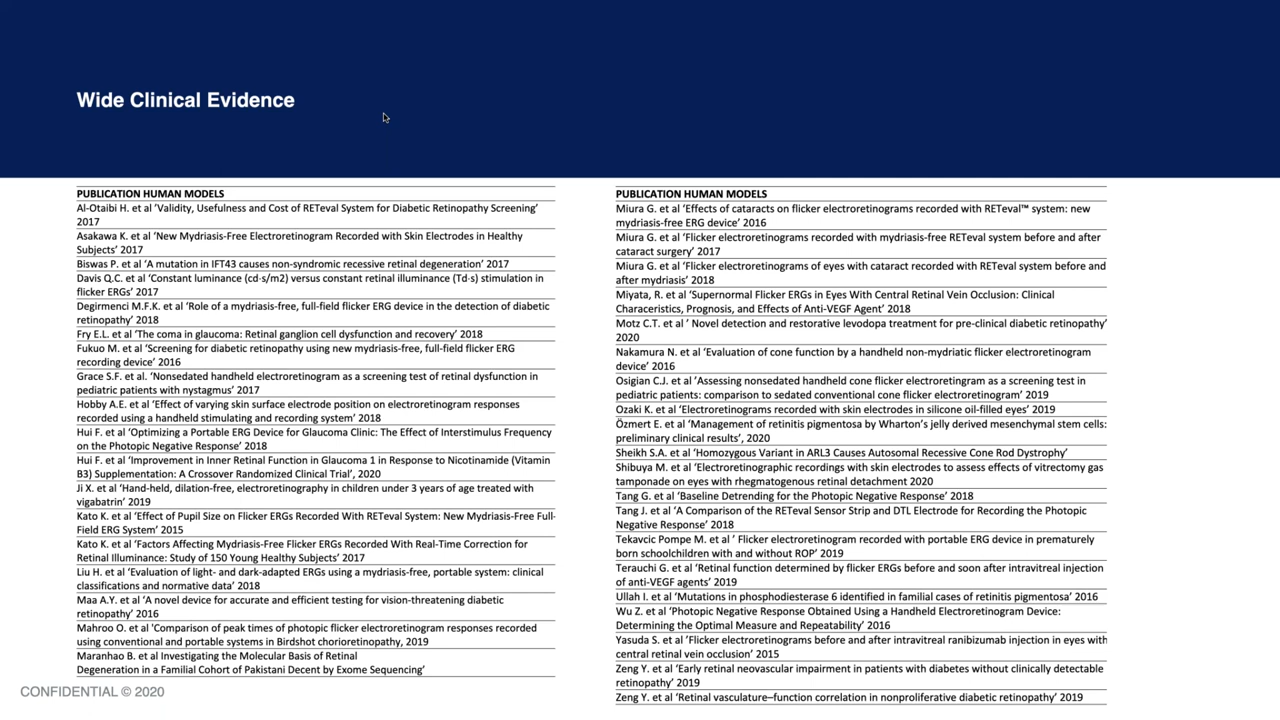 Wide Clinical Evidence
PUBLICATION HUMAN MODELS
Al-Otaibi H. et al ‘Validity, Usefulness and Cost of RETeval System for Diabetic Retinopathy Screening’
2017
Asakawa K. et al ‘New Mydriasis-Free Electroretinogram Recorded with Skin Electrodes in Healthy
Subjects’ 2017
Biswas P. et al ‘A mutation in IFT43 causes non-syndromic recessive retinal degeneration’ 2017
Davis Q.C. et al ‘Constant luminance (cd·s/m2) versus constant retinal illuminance (Td·s) stimulation in
flicker ERGs’ 2017
Degirmenci M.F.K. et al ‘Role of a mydriasis-free, full-field flicker ERG device in the detection of diabetic
retinopathy’ 2018
Fry E.L. et al ‘The coma in glaucoma: Retinal ganglion cell dysfunction and recovery’ 2018
Fukuo M. et al ‘Screening for diabetic retinopathy using new mydriasis-free, full-field flicker ERG
recording device’ 2016
Grace S.F. et al. ‘Nonsedated handheld electroretinogram as a screening test of retinal dysfunction in
pediatric patients with nystagmus’ 2017
Hobby A.E. et al ‘Effect of varying skin surface electrode position on electroretinogram responses
recorded using a handheld stimulating and recording system’ 2018
Hui F. et al ‘Optimizing a Portable ERG Device for Glaucoma Clinic: The Effect of Interstimulus Frequency
on the Photopic Negative Response’ 2018
Hui F. et al ‘Improvement in Inner Retinal Function in Glaucoma 1 in Response to Nicotinamide (Vitamin
B3) Supplementation: A Crossover Randomized Clinical Trial’, 2020
Ji X. et al ‘Hand-held, dilation-free, electroretinography in children under 3 years of age treated with
vigabatrin’ 2019
Kato K. et al ‘Effect of Pupil Size on Flicker ERGs Recorded With RETeval System: New Mydriasis-Free Full-
Field ERG System’ 2015
Kato K. et al ‘Factors Affecting Mydriasis-Free Flicker ERGs Recorded With Real-Time Correction for
Retinal Illuminance: Study of 150 Young Healthy Subjects’ 2017
Liu H. et al ‘Evaluation of light- and dark-adapted ERGs using a mydriasis-free, portable system: clinical
classifications and normative data’ 2018
Maa A.Y. et al ‘A novel device for accurate and efficient testing for vision-threatening diabetic
retinopathy’ 2016
Mahroo O. et al 'Comparison of peak times of photopic flicker electroretinogram responses recorded
using conventional and portable systems in Birdshot chorioretinopathy, 2019
Maranhao B. et al Investigating the Molecular Basis of Retinal
Degeneration in a Familial Cohort of Pakistani Decent by Exome Sequencing’
PUBLICATION HUMAN MODELS
Miura G. et al ‘Effects of cataracts on flicker electroretinograms recorded with RETeval™ system: new
mydriasis-free ERG device’ 2016
Miura G. et al ‘Flicker electroretinograms recorded with mydriasis-free RETeval system before and after
cataract surgery’ 2017
Miura G. et al ‘Flicker electroretinograms of eyes with cataract recorded with RETeval system before and
after mydriasis’ 2018
Miyata, R. et al ‘Supernormal Flicker ERGs in Eyes With Central Retinal Vein Occlusion: Clinical
Characeristics, Prognosis, and Effects of Anti-VEGF Agent’ 2018
Motz C.T. et al ’ Novel detection and restorative levodopa treatment for pre-clinical diabetic retinopathy’
2020
Nakamura N. et al ‘Evaluation of cone function by a handheld non-mydriatic flicker electroretinogram
device’ 2016
Osigian C.J. et al ‘Assessing nonsedated handheld cone flicker electroretingram as a screening test in
pediatric patients: comparison to sedated conventional cone flicker electroretinogram’ 2019
Ozaki K. et al ‘Electroretinograms recorded with skin electrodes in silicone oil-filled eyes’ 2019
Özmert E. et al ‘Management of retinitis pigmentosa by Wharton’s jelly derived mesenchymal stem cells:
preliminary clinical results’, 2020
Sheikh S.A. et al ‘Homozygous Variant in ARL3 Causes Autosomal Recessive Cone Rod Dystrophy’
Shibuya M. et al ‘Electroretinographic recordings with skin electrodes to assess effects of vitrectomy gas
tamponade on eyes with rhegmatogenous retinal detachment 2020
Tang G. et al ‘Baseline Detrending for the Photopic Negative Response’ 2018
Tang J. et al ‘A Comparison of the RETeval Sensor Strip and DTL Electrode for Recording the Photopic
Negative Response’ 2018
Tekavcic Pompe M. et al ’ Flicker electroretinogram recorded with portable ERG device in prematurely
born schoolchildren with and without ROP’ 2019
Terauchi G. et al ‘Retinal function determined by flicker ERGs before and soon after intravitreal injection
of anti-VEGF agents’ 2019
Ullah I. et al ‘Mutations in phosphodiesterase 6 identified in familial cases of retinitis pigmentosa’ 2016
Wu Z. et al ‘Photopic Negative Response Obtained Using a Handheld Electroretinogram Device:
Determining the Optimal Measure and Repeatability’ 2016
Yasuda S. et al ‘Flicker electroretinograms before and after intravitreal ranibizumab injection in eyes with
central retinal vein occlusion’ 2015
Zeng Y. et al ‘Early retinal neovascular impairment in patients with diabetes without clinically detectable
retinopathy’ 2019
Zeng Y. et al ‘Retinal vasculature–function correlation in nonproliferative diabetic retinopathy’ 2019
CONFIDENTIAL © 2020